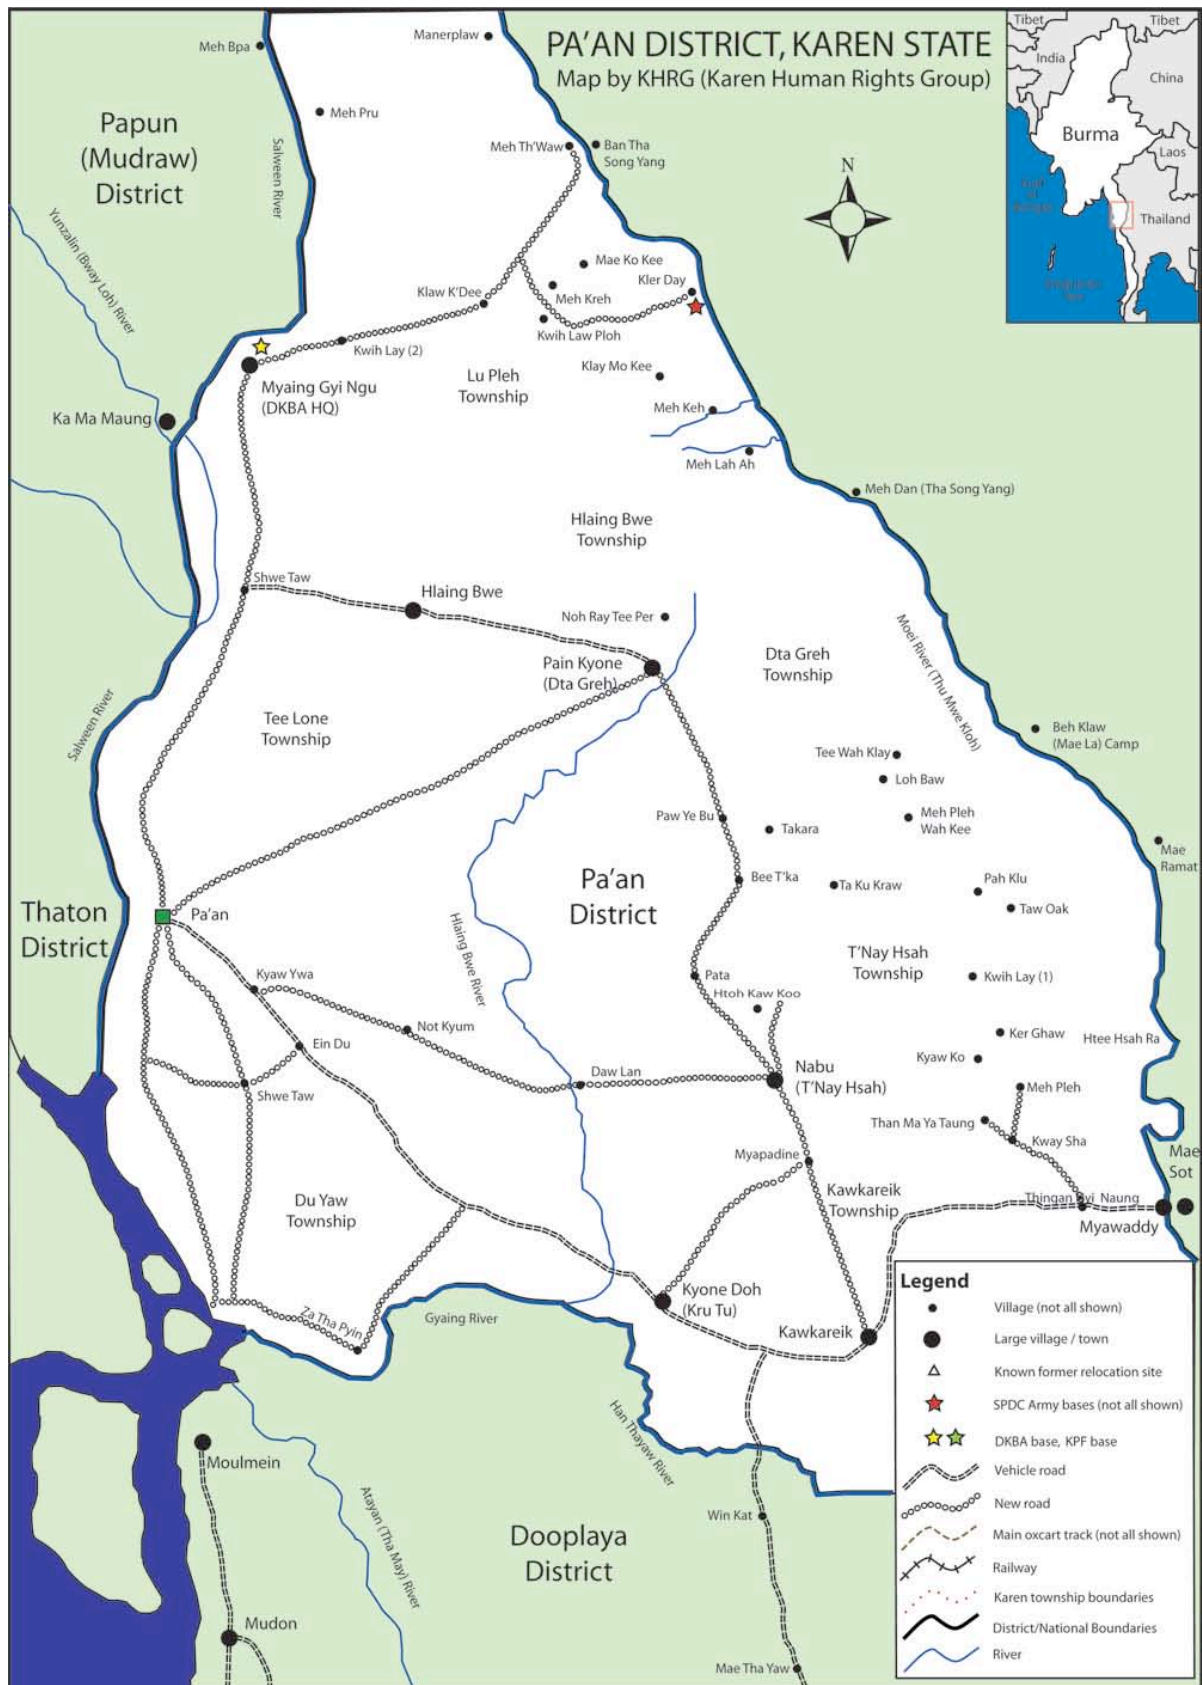 PA'AN DISTRICT, KAREN STATE
Map by KHRG (Karen Human Rights Group)
Tibet
Tibet
India
China
Burma
Laos
Thailand
Meh Bpa
Manerplaw
Papun
(Mudraw)
District
Salween River
Meh Pru
Meh Th'Waw
Ban Tha
Song Yang
N
Yunzalin (Bway Loh) River
Mae Ko Kee
Kler Day
Klaw K'Dee
Meh Kreh
Kwih Law Ploh
Kwih Lay (2)
Klay Mo Kee
Lu Pleh
Township
Myaing Gyi Ngu
(DKBA HQ)
Ka Ma Maung
Meh Keh
Meh Lah Ah
Meh Dan (Tha Song Yang)
Hlaing Bwe
Township
Shwe Taw
Hlaing Bwe
Noh Ray Tee Per
Pain Kyone
(Dta Greh)
Dta Greh
Township
Moei River (Thu Mwe Kloh)
Salween River
Tee Lone
Township
Beh Klaw
(Mae La) Camp
Tee Wah Klay
Loh Baw
Paw Ye Bu
Takara
Meh Pleh
Wah Kee
Mae
Ramat
Pa'an
District
Bee T'ka
Ta Ku Kraw
Pah Klu
Taw Oak
Thaton
District
Pa'an
Hlaing Bwe River
T'Nay Hsah
Township
Kyaw Ywa
Pata
Kwih Lay (1)
Htoh Kaw Koo
Not Kyum
Ker Ghaw
Htee Hsah Ra
Ein Du
Kyaw Ko
Daw Lan
Nabu
(T'Nay Hsah)
Shwe Taw
Meh Pleh
Than Ma Ya Taung
Kway Sha
Myapadine
Mae
Sot
Du Yaw
Township
Kawkareik
Township
Thingan Nyi Naung
Myawaddy
Kyone Doh
(Kru Tu)
Za Tha Pyin
Gyaing River
Kawkareik
Legend
Village (not all shown)
Large village / town
Known former relocation site
SPDC Army bases (not all shown)
DKBA base, KPF base
Vehicle road
New road
Main oxcart track (not all shown)
Railway
Karen township boundaries
District/National Boundaries
River
Han Thayaw River
Moulmein
Atayan (Tha May) River
Win Kat
Dooplaya
District
Mudon
Mae Tha Yaw